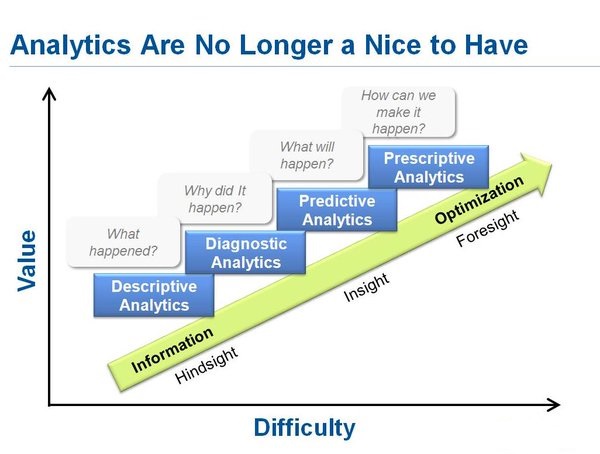 Analytics Are No Longer a Nice to Have
How can we
make it
happen?
What will
happen?
Prescriptive
Analytics
Why did It
happen?
Predictive
Analytics
Optimization
Foresight
What
happened?
Diagnostic
Analytics
Value
Insight
Descriptive
Analytics
Information
Hindsight
Difficulty